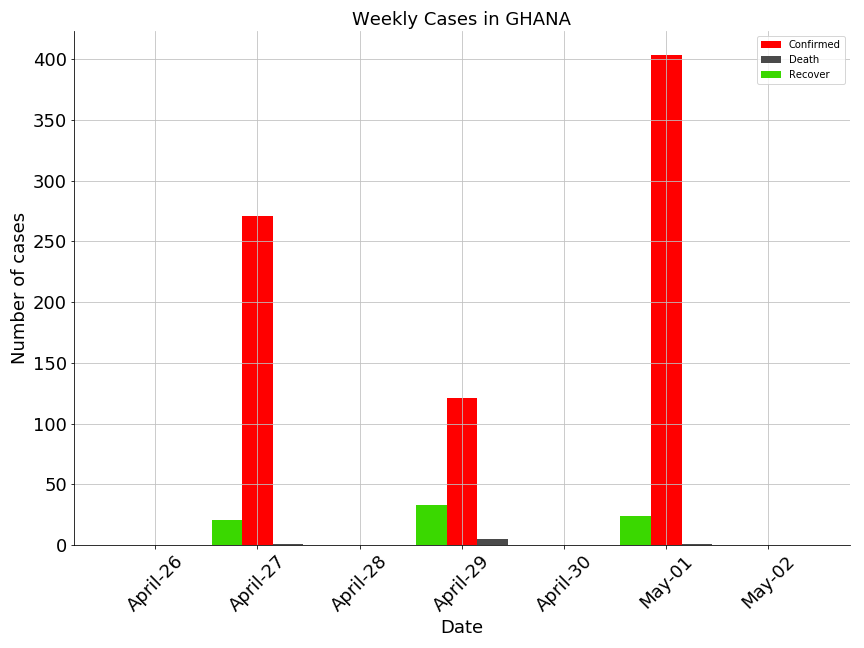 Weekly Cases in GHANA
Confirmed
Death
Recover
400
350
300
250
200
150
100
50
0
Number of cases
April-26
April-27
April-28
April-29
April-30
May-01
May-02
Date